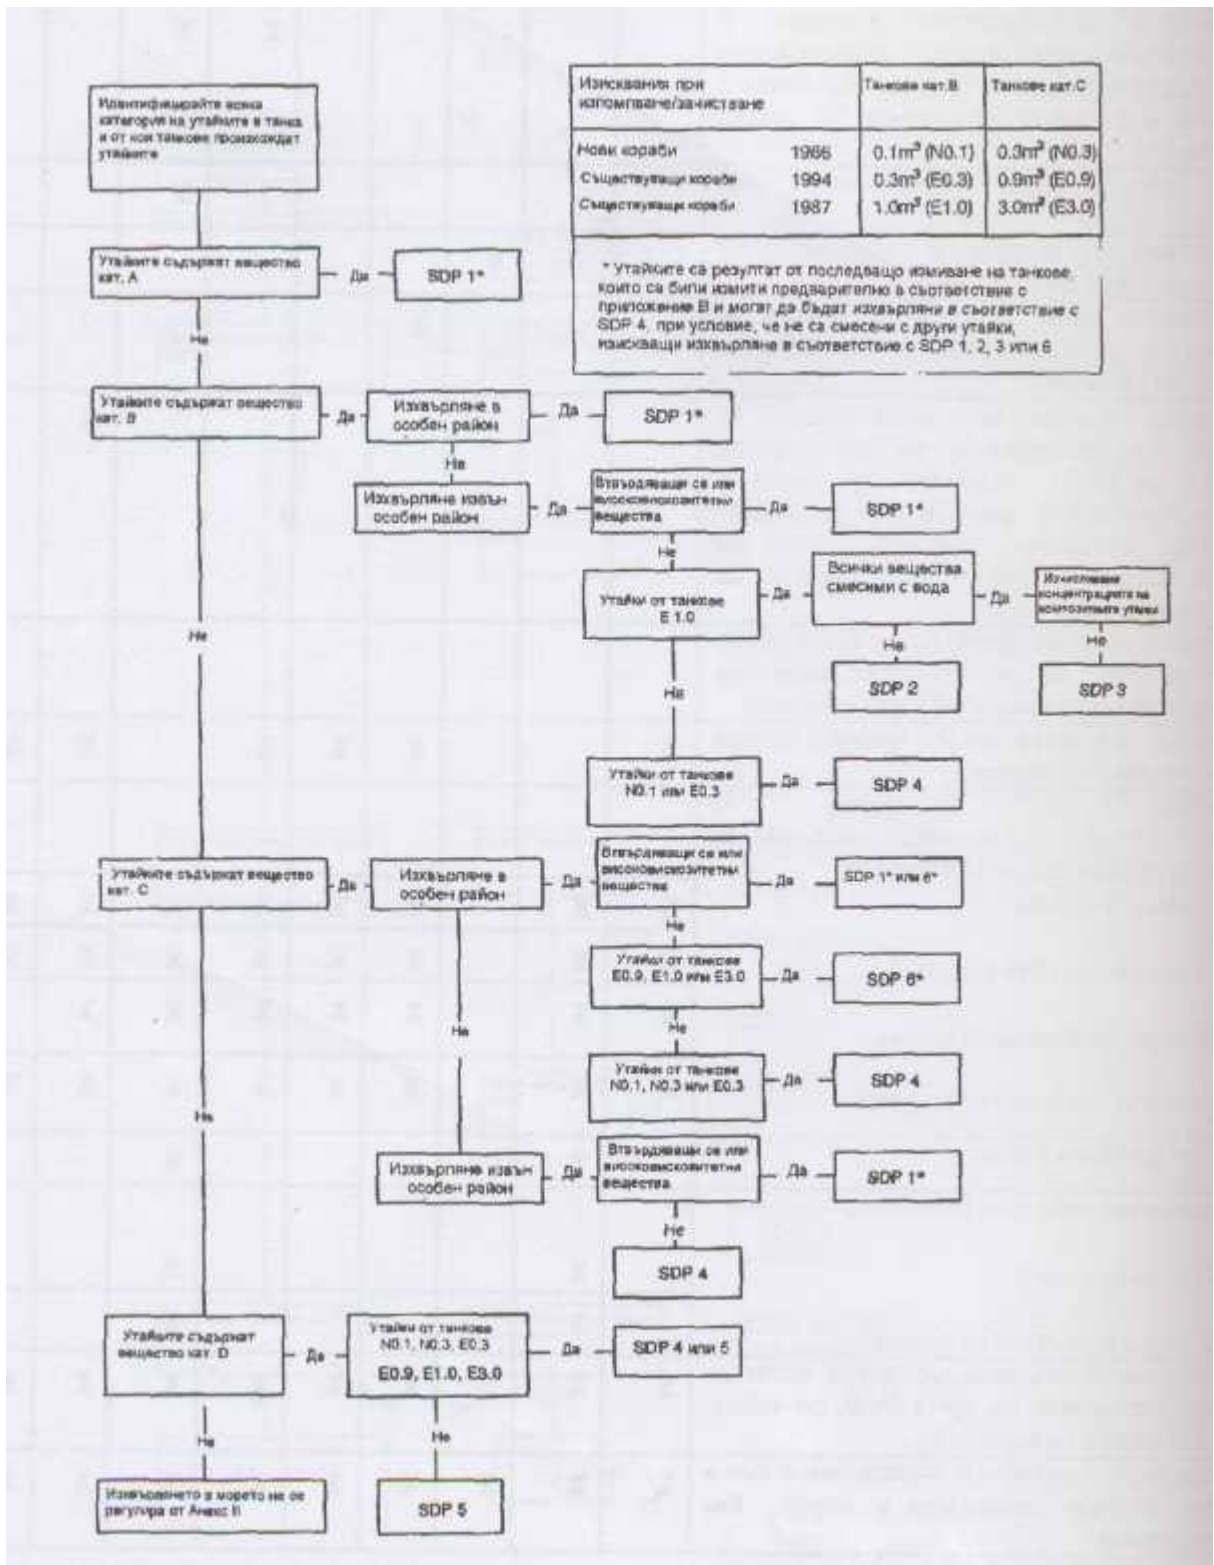 Идентифицирайте всяка
категория на утайките в танка
и от кои танкове произхождат
утайките
Изисквания при
изпомпване/зачистване
Танкове кат.B
Танкове кат.C
Нови кораби 1966 0.1m³ (N0.1) 0.3m³ (N0.3)
Съществуващи кораби 1994 0.3m³ (E0.3) 0.9m³ (E0.9)
Съществуващи кораби 1987 1.0m³ (E1.0) 3.0m³ (E3.0)
* Утайките са резултат от последващо измиване на танкове,
които са били измити предварително в съответствие с
приложение B и могат да бъдат изхвърляни в съответствие с
SDP 4, при условие, че не са смесени с други утайки,
изискващи изхвърляне в съответствие с SDP 1, 2, 3 или 6
Утайките съдържат вещество
кат. A
Да
SDP 1*
Не
Утайките съдържат вещество
кат. B
Да
Изхвърляне в
особен район
Да
SDP 1*
Не
Изхвърляне извън
особен район
Да
Втвърдяващи се или
високовискозитетни
вещества
Да
SDP 1*
Не
Утайки от танкове
E 1.0
Да
Всички вещества
смесими с вода
Да
Изчисляване
концентрацията на
композитните утайки
Не
Не
Не
SDP 2
SDP 3
Не
Утайки от танкове
N0.1 или E0.3
Да
SDP 4
Утайките съдържат вещество
кат. C
Да
Изхвърляне в
особен район
Да
Втвърдяващи се или
високовискозитетни
вещества
Да
SDP 1* или 6*
Не
Утайки от танкове
E0.9, E1.0 или E3.0
Да
SDP 6*
Не
Не
Утайки от танкове
N0.1, N0.3 или E0.3
Да
SDP 4
Не
Изхвърляне извън
особен район
Да
Втвърдяващи се или
високовискозитетни
вещества
Да
SDP 1*
Не
SDP 4
Утайките съдържат
вещество кат. D
Да
Утайки от танкове
N0.1, N0.3, E0.3
E0.9, E1.0, E3.0
Да
SDP 4 или 5
Не
Не
Изхвърлянето в морето не се
регулира от Анекс II
SDP 5